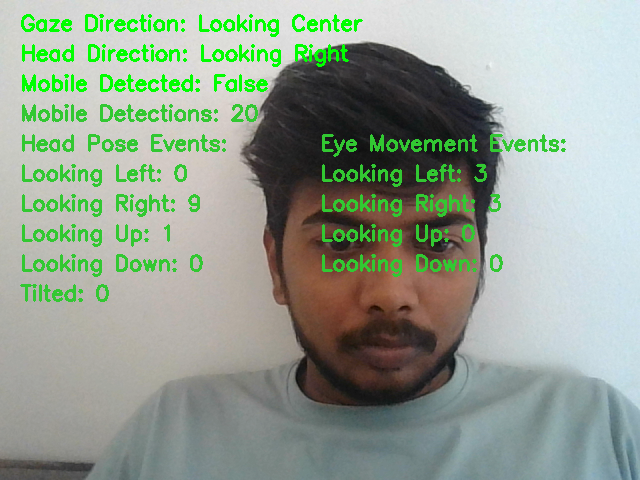 Gaze Direction: Looking Center
Head Direction: Looking Right
Mobile Detected: False
Mobile Detections: 20
Head Pose Events:
Looking Left: 0
Looking Right: 9
Looking Up: 1
Looking Down: 0
Tilted: 0
Eye Movement Events:
Looking Left: 3
Looking Right: 3
Looking Up: 0
Looking Down: 0